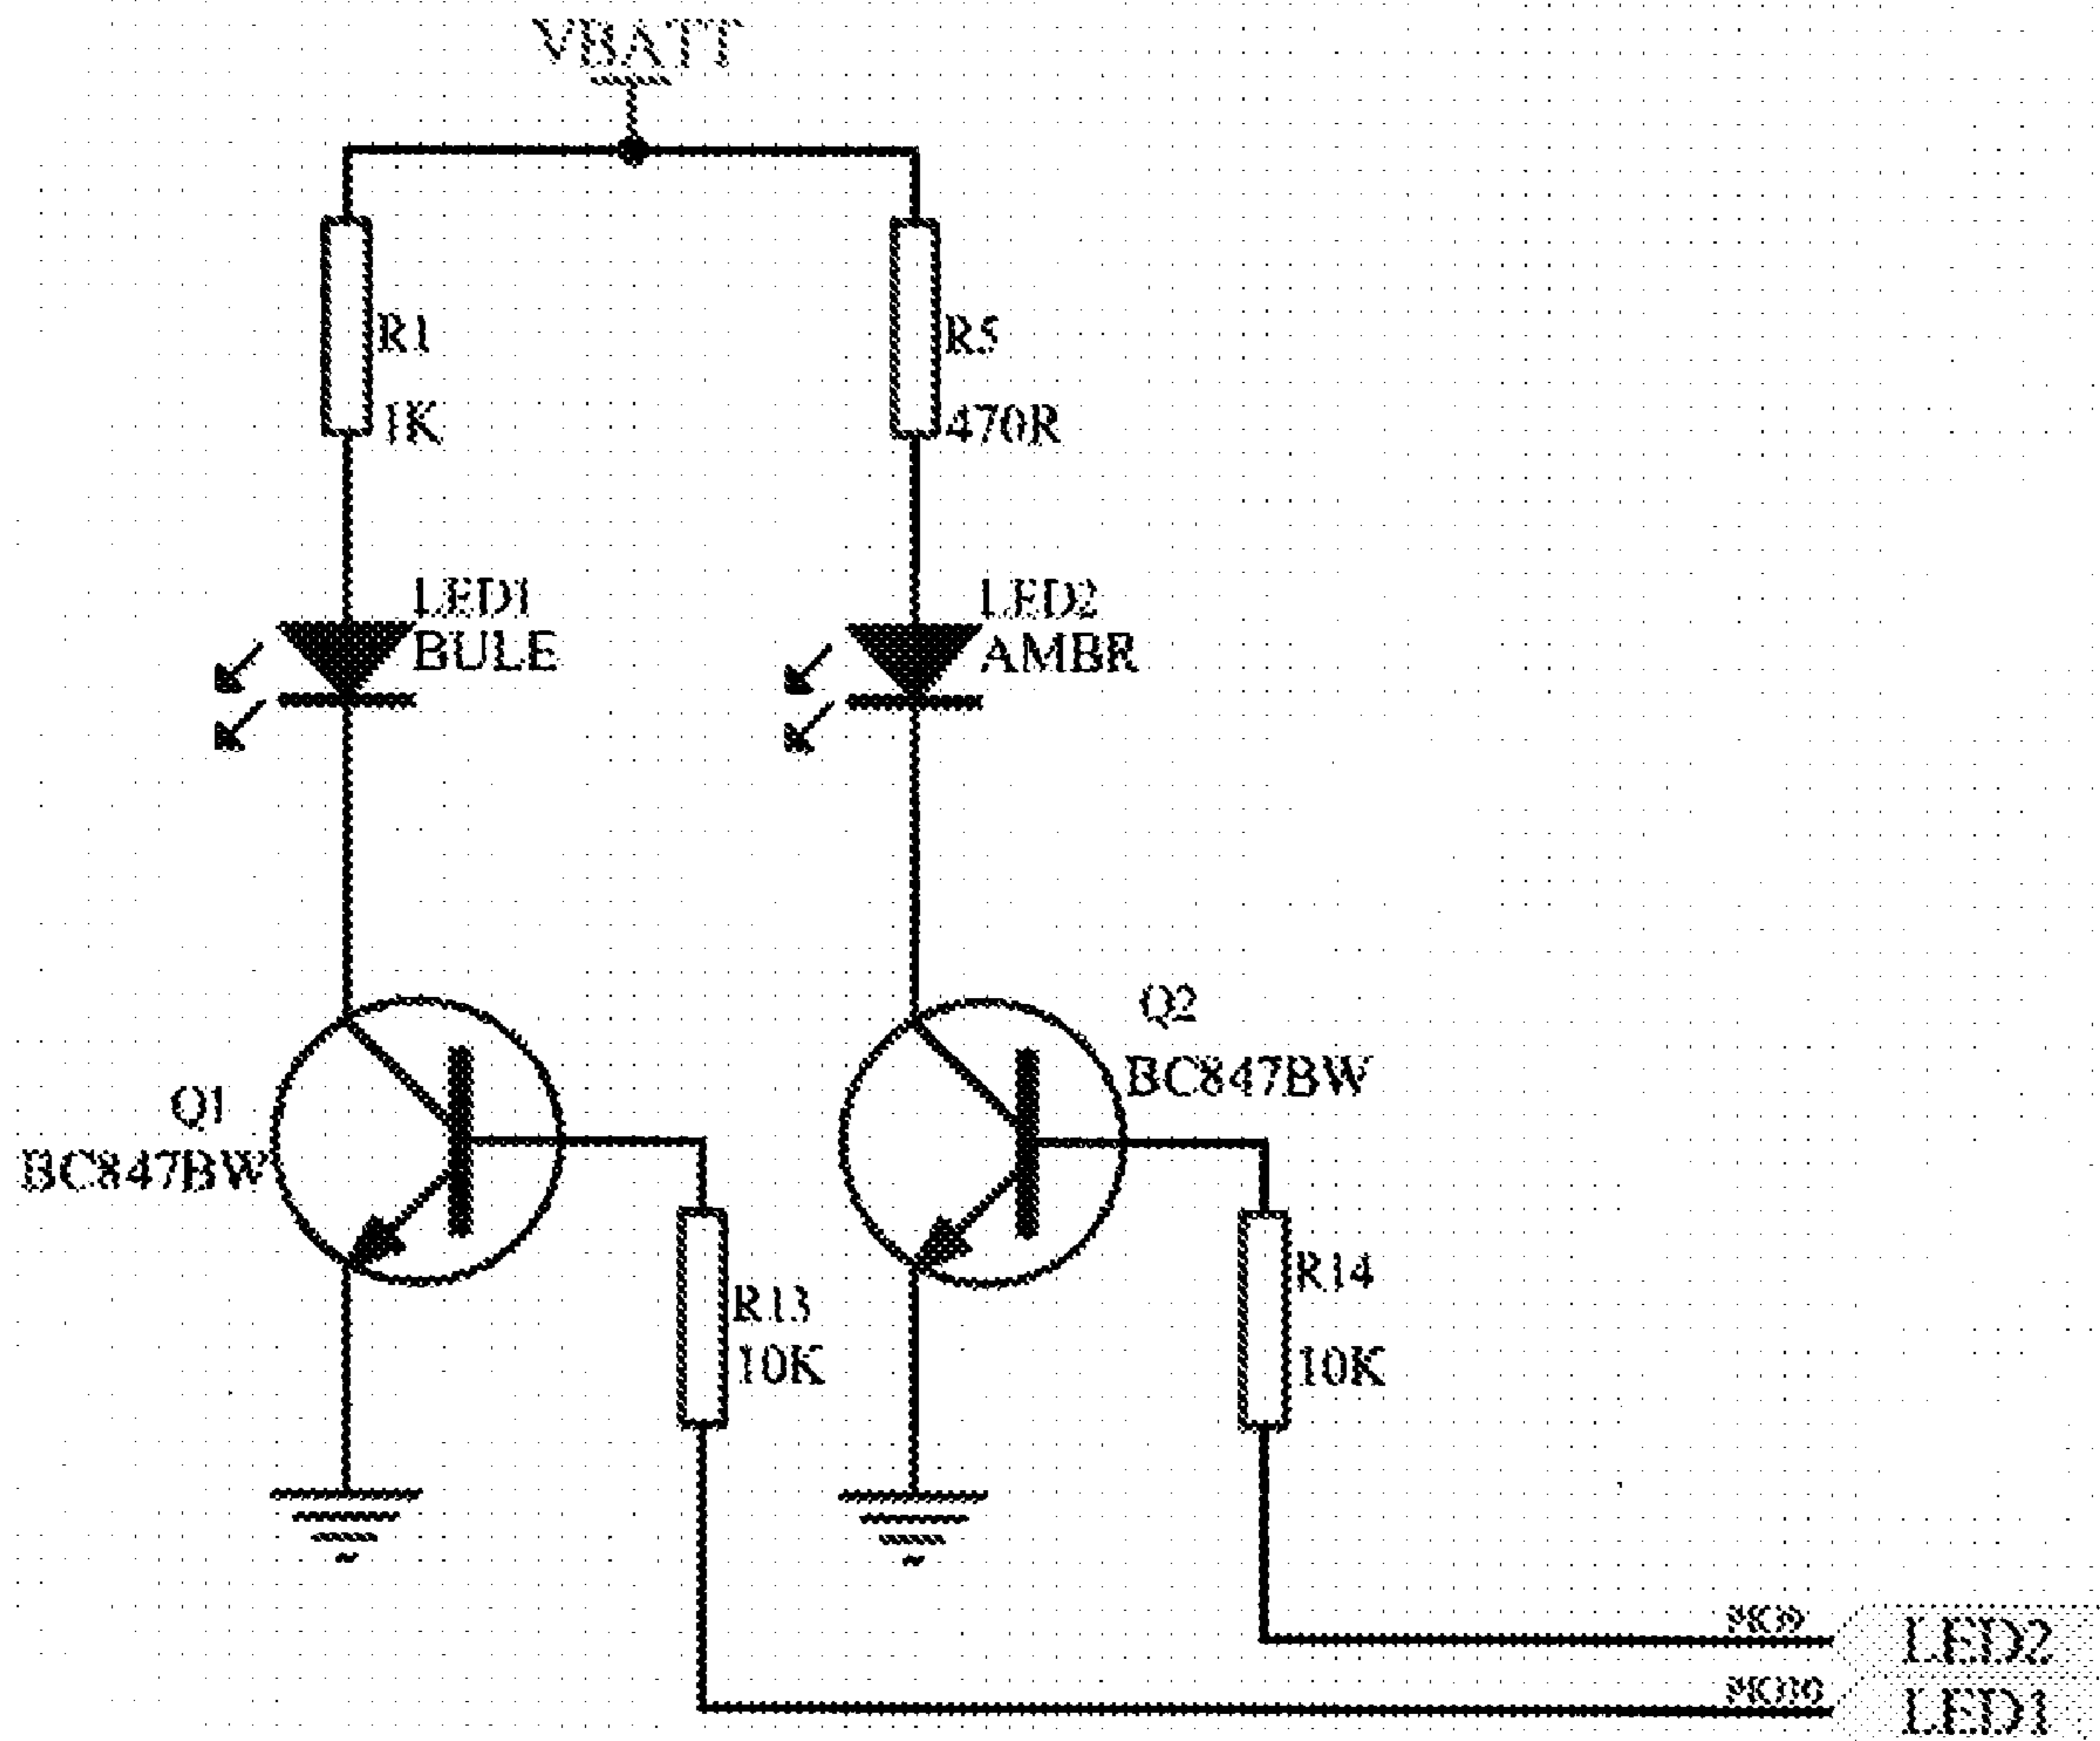 VBATT
R1
1K
R5
470R
LED1
BULE
LED2
AMBR
Q1
BC847BW
Q2
BC847BW
R13
10K
R14
10K
LED2
LED1